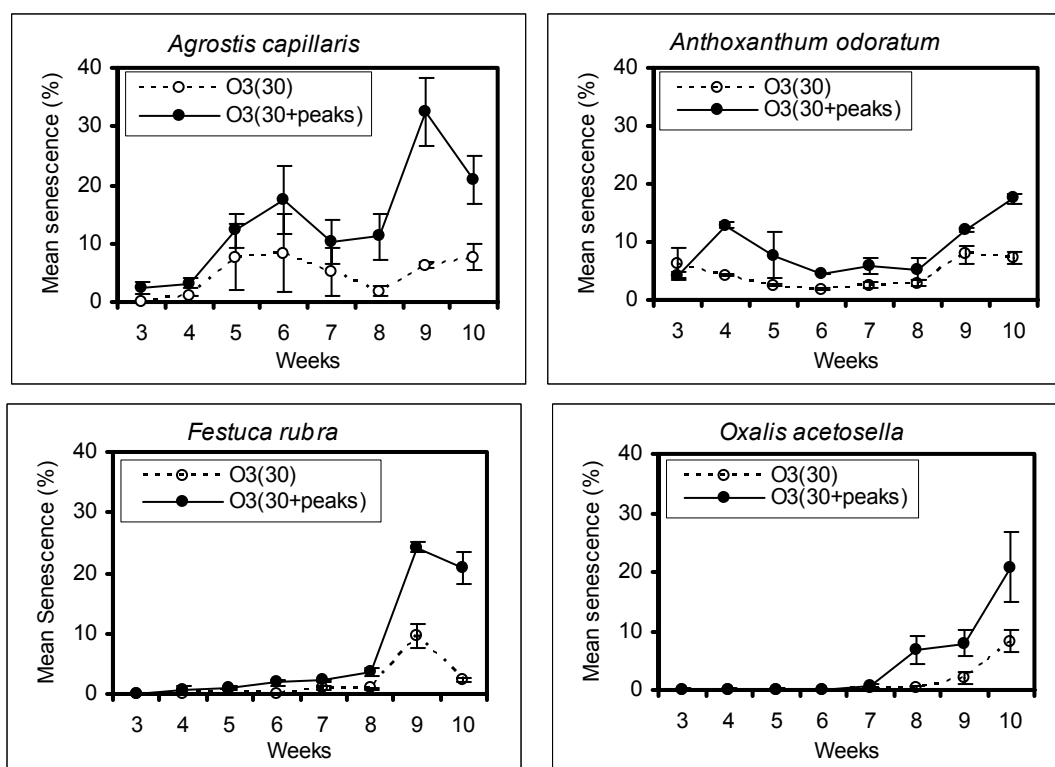 Agrostis capillaris
Mean senescence (%)
40
30
20
10
0
O3(30)
O3(30+peaks)
3 4 5 6 7 8 9 10
Weeks
Anthoxanthum odoratum
Mean senescence (%)
40
30
20
10
0
O3(30)
O3(30+peaks)
3 4 5 6 7 8 9 10
Weeks
Festuca rubra
Mean Senescence (%)
40
30
20
10
0
O3(30)
O3(30+peaks)
3 4 5 6 7 8 9 10
Weeks
Oxalis acetosella
Mean senescence (%)
40
30
20
10
0
O3(30)
O3(30+peaks)
3 4 5 6 7 8 9 10
Weeks